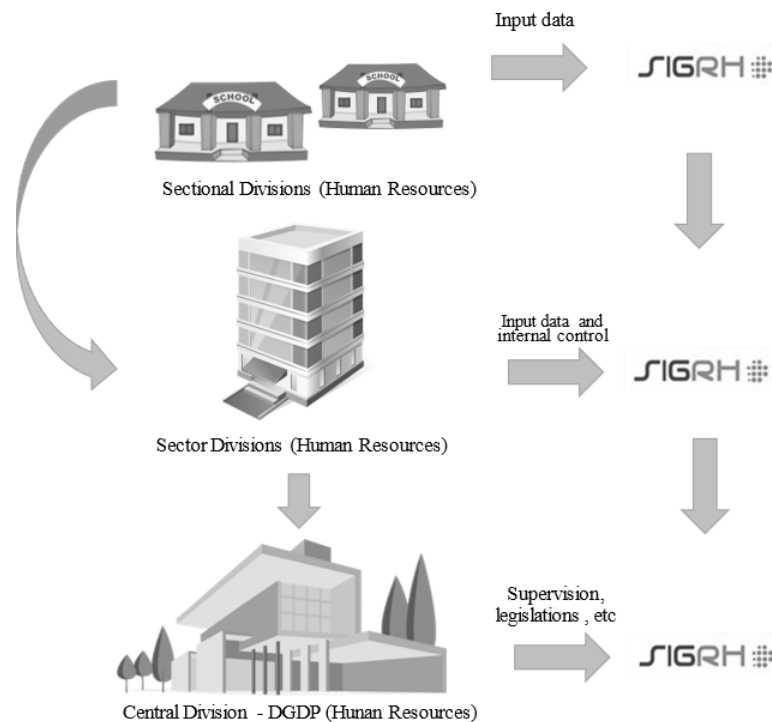 Input data
SIGRH
SCHOOL
SCHOOL
Sectional Divisions (Human Resources)
Input data and
internal control
SIGRH
Sector Divisions (Human Resources)
Supervision,
legislations , etc
SIGRH
Central Division - DGDP (Hunan Resources)